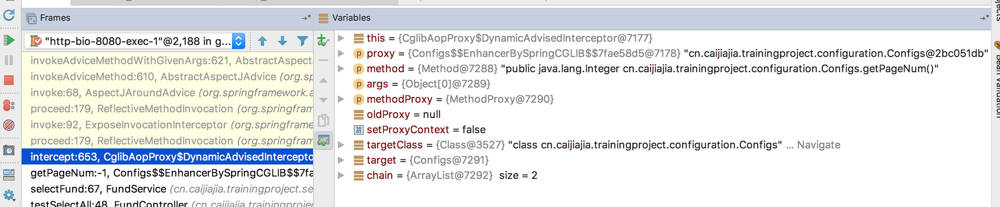 Frames
"http-bio-8080-exec-1"@2,188 in g...
invokeAdviceMethodWithGivenArgs:621, AbstractAspect
invokeAdviceMethod:610, AbstractAspectJAdvice (org.sp
invoke:68, AspectJAroundAdvice (org.springframework.a
proceed:179, ReflectiveMethodInvocation (org.springfram
invoke:92, ExposeInvocationInterceptor (org.springframe
proceed:179, ReflectiveMethodInvocation (org.springfram
intercept:653, CglibAopProxy$DynamicAdvisedIntercepto
getPageNum:-1, Configs$$EnhancerBySpringCGLIB$$7fa
selectFund:67, FundService (cn.caijiajia.trainingproject.se
testSelectAll:48, FundController (cn.caijiajia.trainingprojec
Variables
this = {CglibAopProxy$DynamicAdvisedInterceptor@7177}
proxy = {Configs$$EnhancerBySpringCGLIB$$7fae58d5@7178} "cn.caijiajia.trainingproject.configuration.Configs@2bc051db"
method = {Method@7288} "public java.lang.Integer cn.caijiajia.trainingproject.configuration.Configs.getPageNum()"
args = {Object[0]@7289}
methodProxy = {MethodProxy@7290}
oldProxy = null
setProxyContext = false
targetClass = {Class@3527} "class cn.caijiajia.trainingproject.configuration.Configs" ... Navigate
target = {Configs@7291}
chain = {ArrayList@7292} size = 2
ojects
Bean Validation